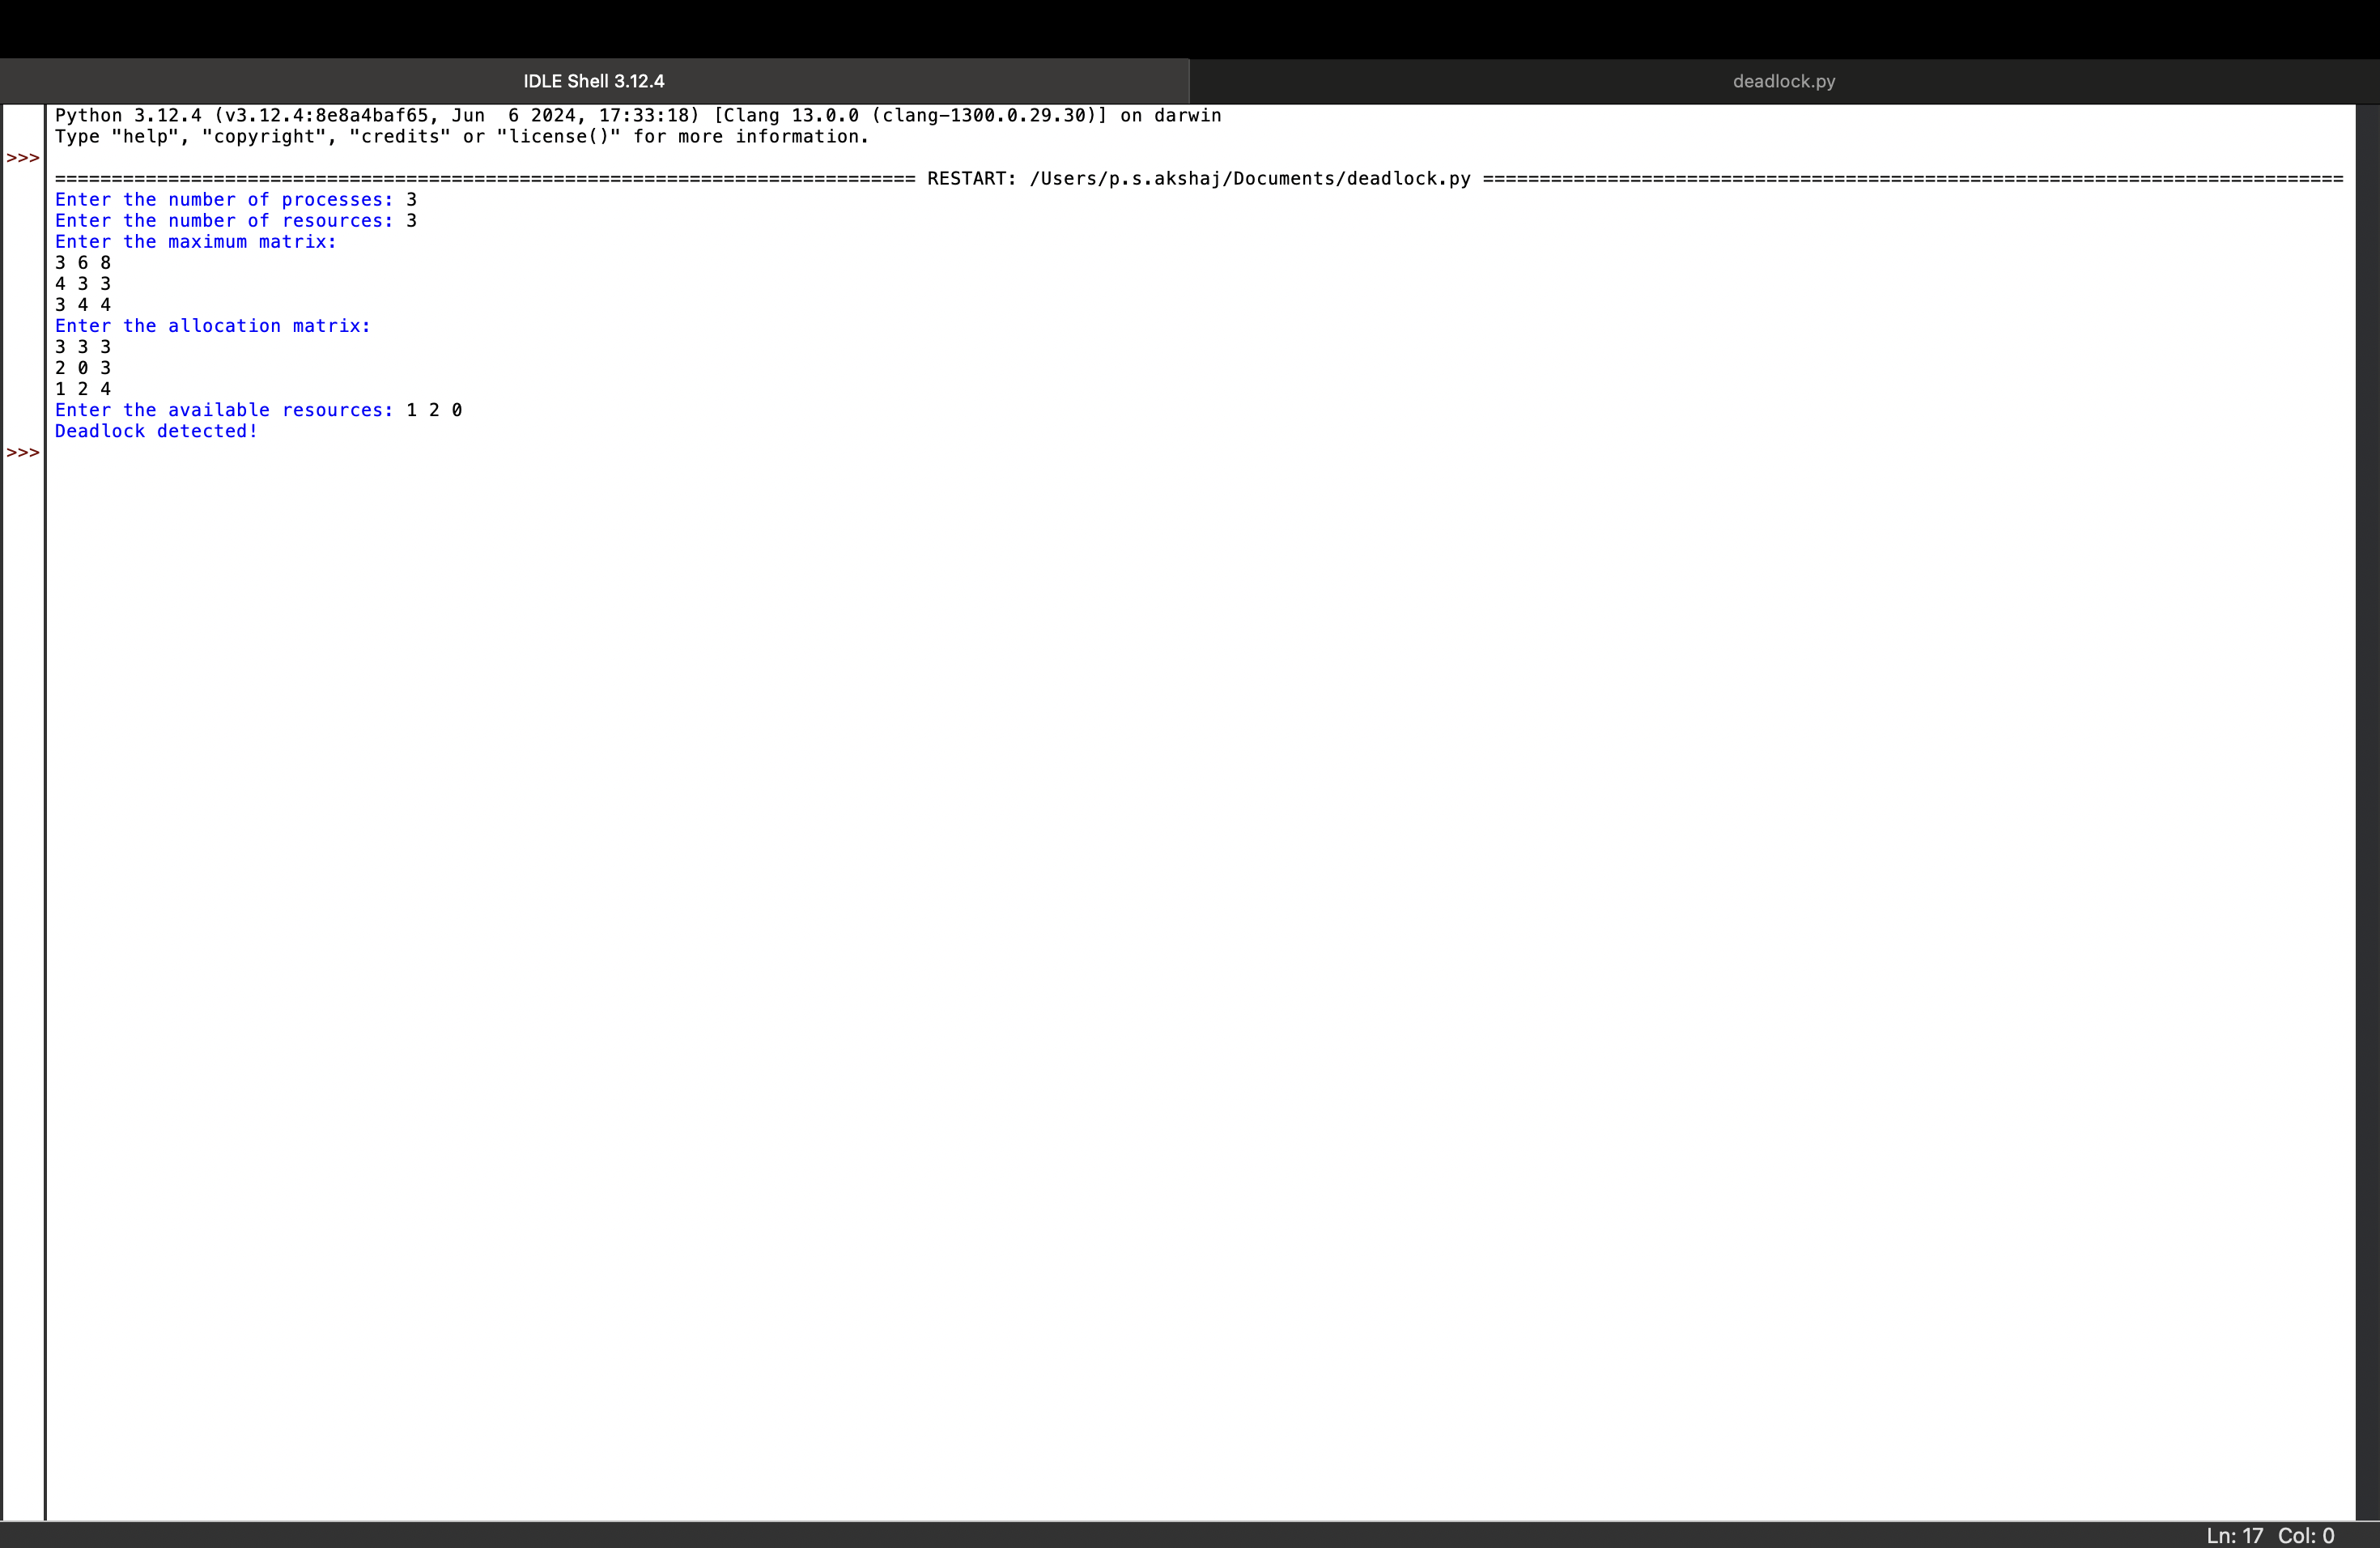 IDLE Shell 3.12.4
deadlock.py
Python 3.12.4 (v3.12.4:8e8a4baf65, Jun  6 2024, 17:33:18) [Clang 13.0.0 (clang-1300.0.29.30)] on darwin
Type "help", "copyright", "credits" or "license()" for more information.
>>>
============================================================================ RESTART: /Users/p.s.akshaj/Documents/deadlock.py ============================================================================
Enter the number of processes: 3
Enter the number of resources: 3
Enter the maximum matrix:
3 6 8
4 3 3
3 4 4
Enter the allocation matrix:
3 3 3
2 0 3
1 2 4
Enter the available resources: 1 2 0
Deadlock detected!
>>>
Ln: 17 Col: 0